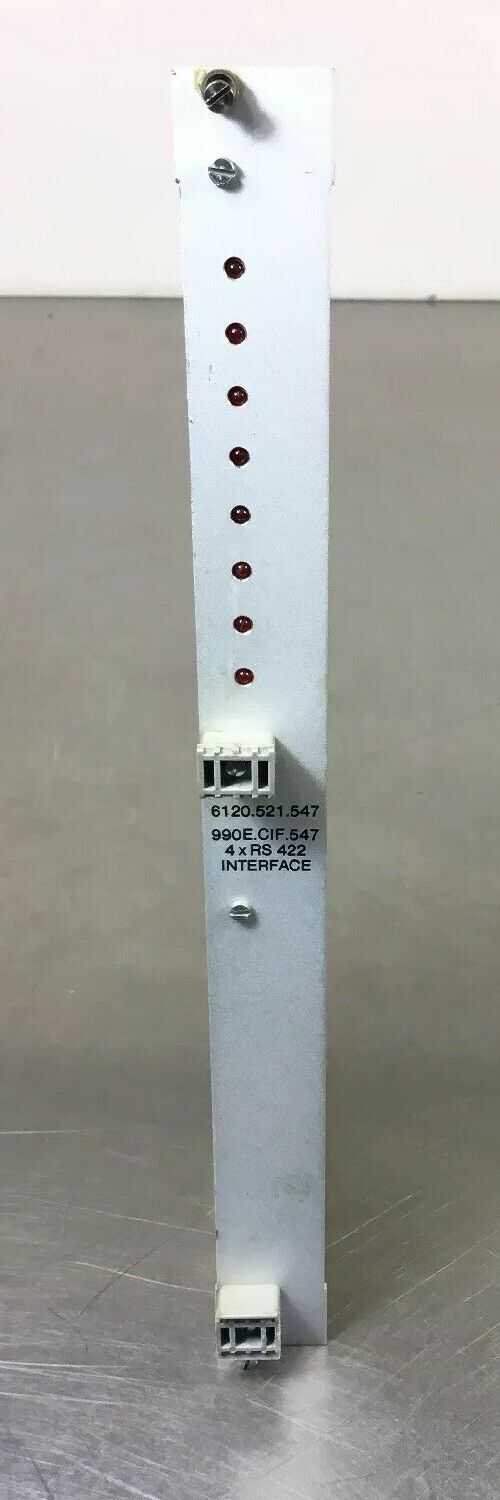 6120.521.547
990E.CIF.547
4 x RS 422
INTERFACE